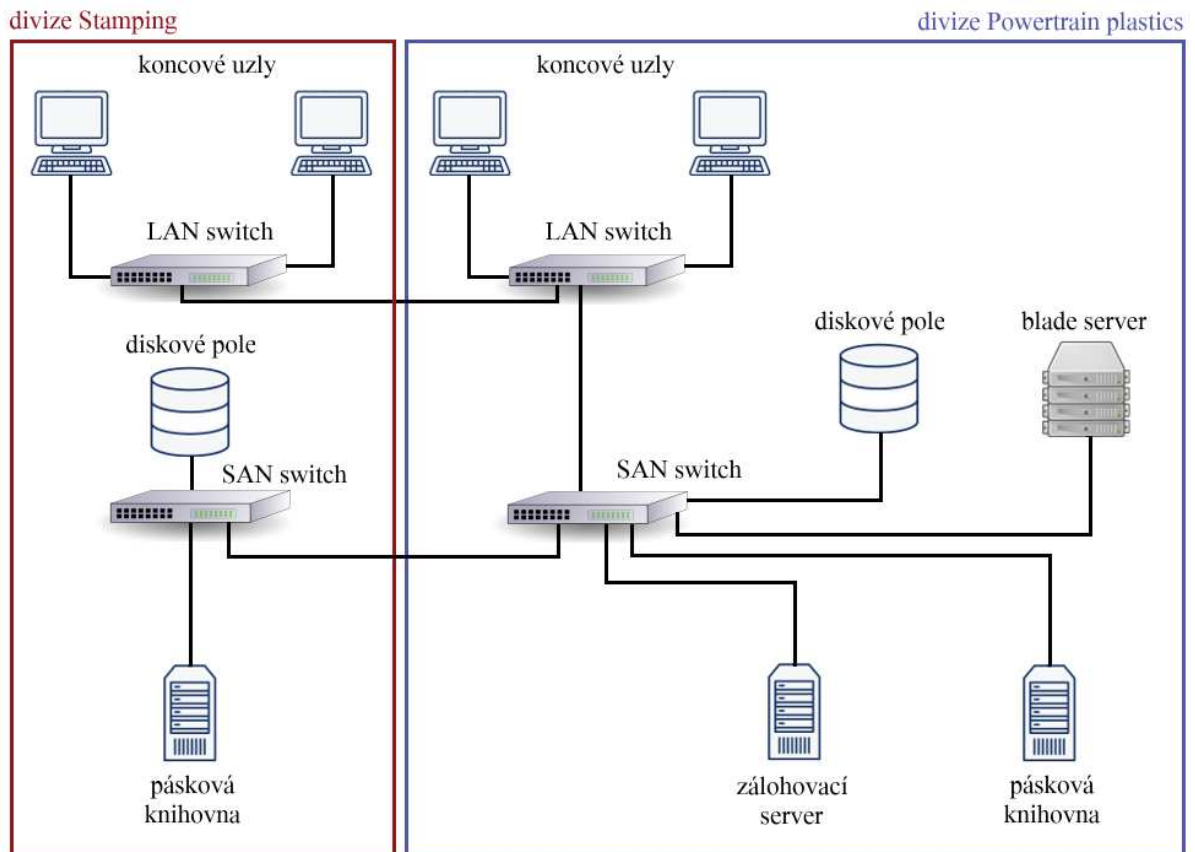 divize Stamping
divize Powertrain plastics
koncové uzly
koncové uzly
LAN switch
LAN switch
diskové pole
diskové pole
blade server
SAN switch
SAN switch
pásková
knihovna
zálohovací
server
pásková
knihovna